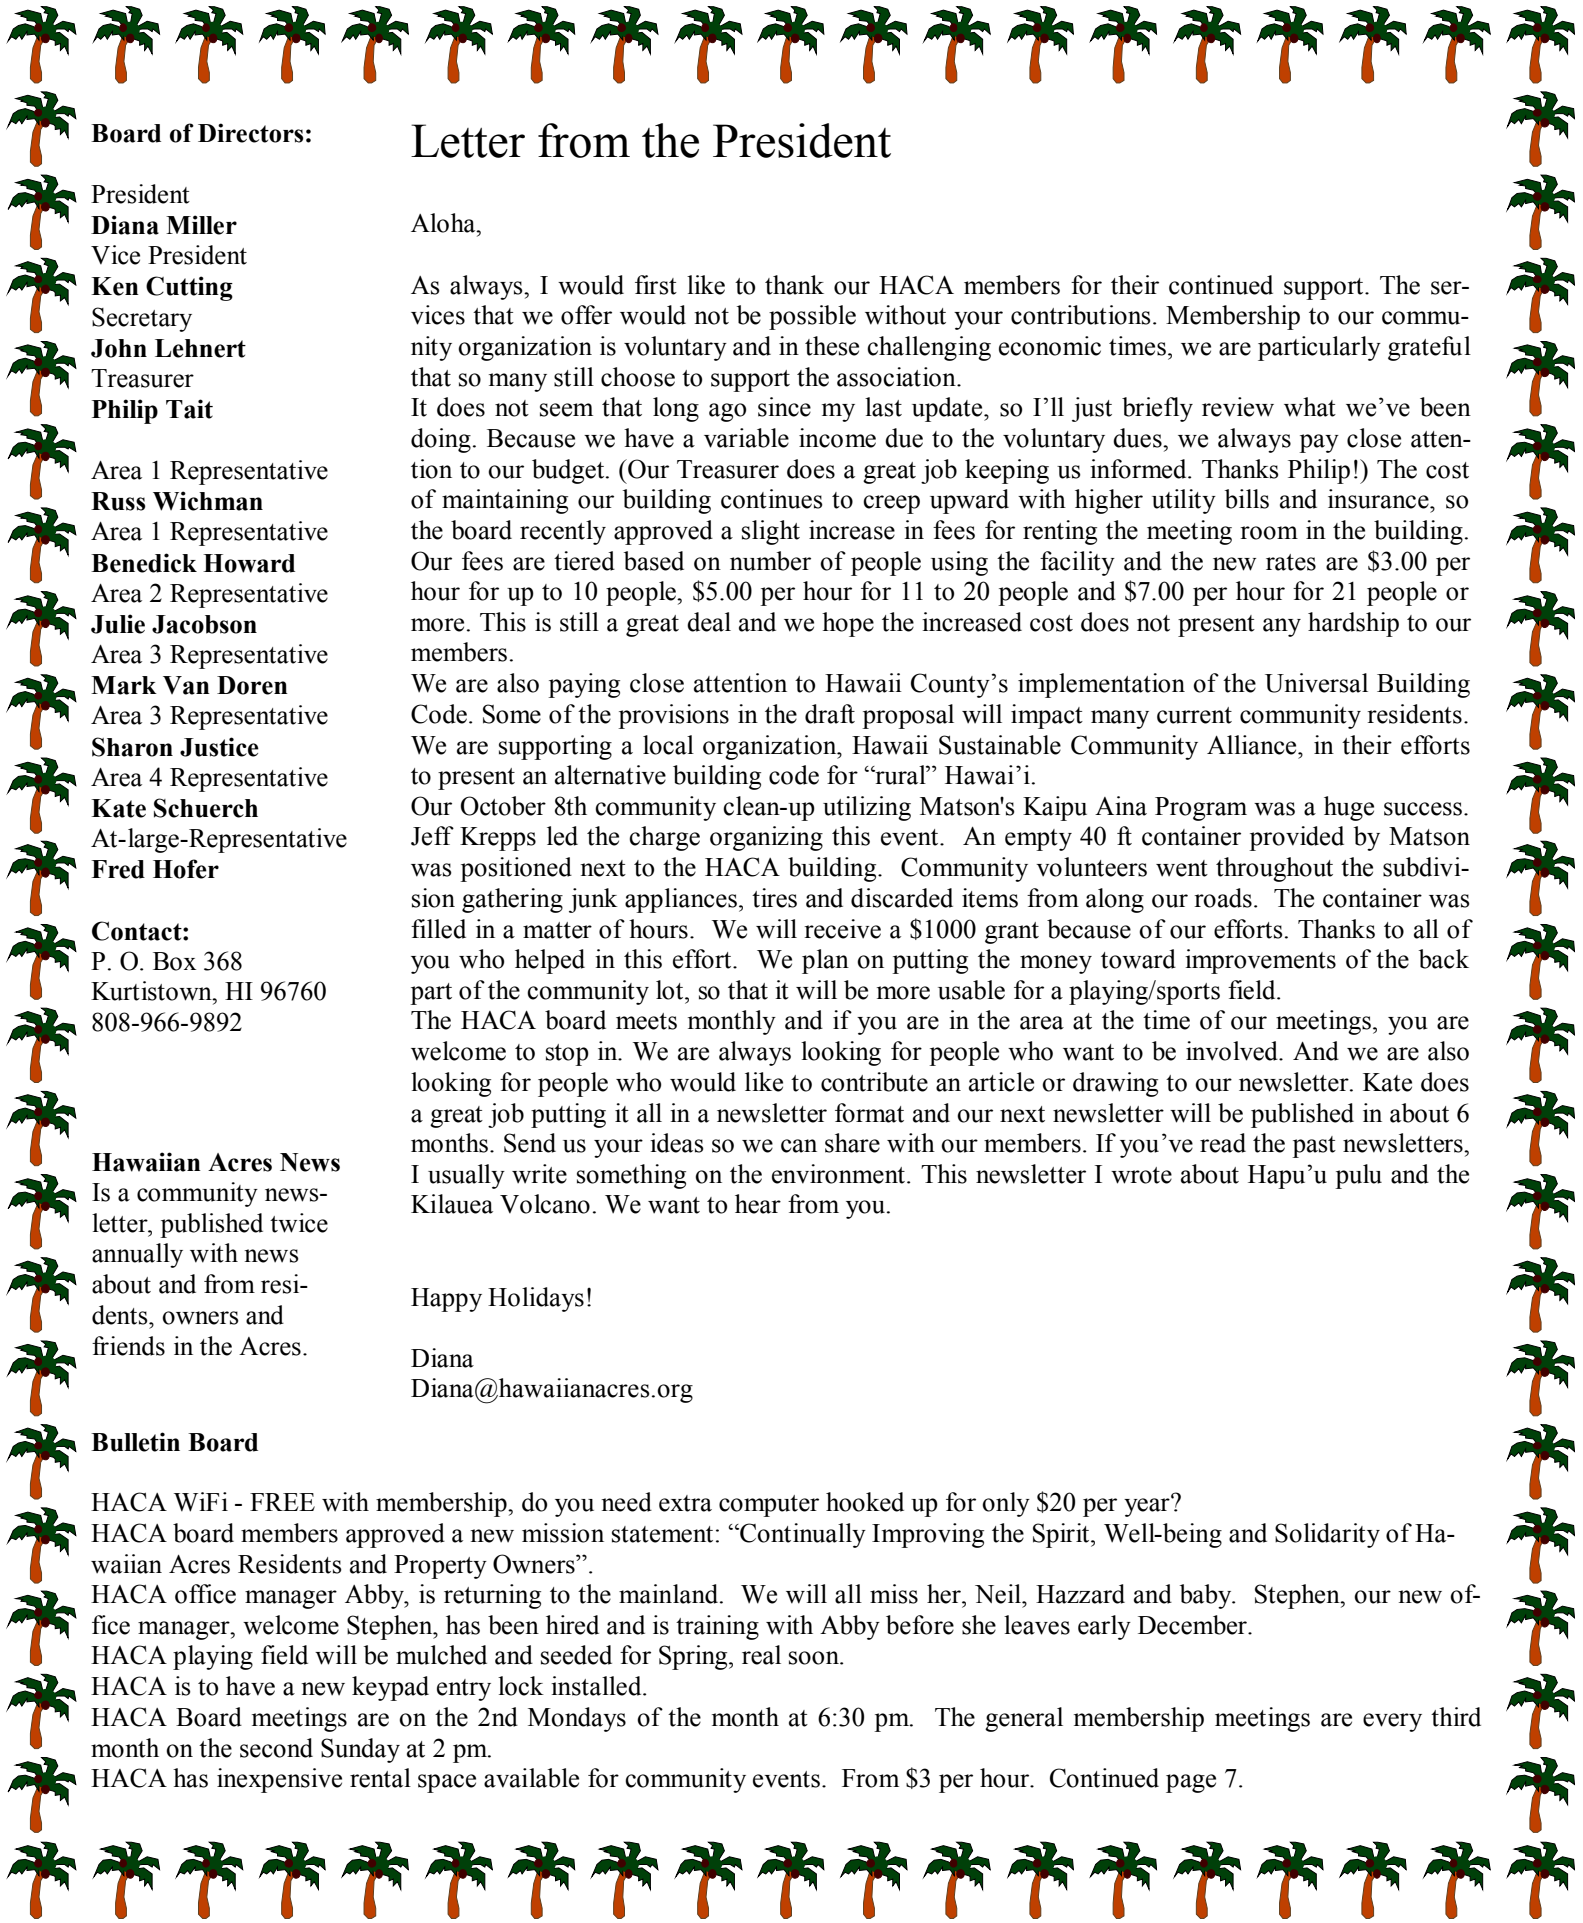 Board of Directors:
President
Diana Miller
Vice President
Ken Cutting
Secretary
John Lehnert
Treasurer
Philip Tait
Area 1 Representative
Russ Wichman
Area 1 Representative
Benedick Howard
Area 2 Representative
Julie Jacobson
Area 3 Representative
Mark Van Doren
Area 3 Representative
Sharon Justice
Area 4 Representative
Kate Schuerch
At-large-Representative
Fred Hofer
Contact:
P. O. Box 368
Kurtistown, HI 96760
808-966-9892
Hawaiian Acres News
Is a community news-
letter, published twice
annually with news
about and from resi-
dents, owners and
friends in the Acres.
Letter from the President
Aloha,
As always, I would first like to thank our HACA members for their continued support. The ser-
vices that we offer would not be possible without your contributions. Membership to our commu-
nity organization is voluntary and in these challenging economic times, we are particularly grateful
that so many still choose to support the association.
It does not seem that long ago since my last update, so I’ll just briefly review what we’ve been
doing. Because we have a variable income due to the voluntary dues, we always pay close atten-
tion to our budget. (Our Treasurer does a great job keeping us informed. Thanks Philip!) The cost
of maintaining our building continues to creep upward with higher utility bills and insurance, so
the board recently approved a slight increase in fees for renting the meeting room in the building.
Our fees are tiered based on number of people using the facility and the new rates are $3.00 per
hour for up to 10 people, $5.00 per hour for 11 to 20 people and $7.00 per hour for 21 people or
more. This is still a great deal and we hope the increased cost does not present any hardship to our
members.
We are also paying close attention to Hawaii County’s implementation of the Universal Building
Code. Some of the provisions in the draft proposal will impact many current community residents.
We are supporting a local organization, Hawaii Sustainable Community Alliance, in their efforts
to present an alternative building code for “rural” Hawai’i.
Our October 8th community clean-up utilizing Matson's Kaipu Aina Program was a huge success.
Jeff Krepps led the charge organizing this event.  An empty 40 ft container provided by Matson
was positioned next to the HACA building.  Community volunteers went throughout the subdivi-
sion gathering junk appliances, tires and discarded items from along our roads.  The container was
filled in a matter of hours.  We will receive a $1000 grant because of our efforts. Thanks to all of
you who helped in this effort.  We plan on putting the money toward improvements of the back
part of the community lot, so that it will be more usable for a playing/sports field.
The HACA board meets monthly and if you are in the area at the time of our meetings, you are
welcome to stop in. We are always looking for people who want to be involved. And we are also
looking for people who would like to contribute an article or drawing to our newsletter. Kate does
a great job putting it all in a newsletter format and our next newsletter will be published in about 6
months. Send us your ideas so we can share with our members. If you’ve read the past newsletters,
I usually write something on the environment. This newsletter I wrote about Hapu’u pulu and the
Kilauea Volcano. We want to hear from you.
Happy Holidays!
Diana
Diana@hawaiianacres.org
Bulletin Board
HACA WiFi - FREE with membership, do you need extra computer hooked up for only $20 per year?
HACA board members approved a new mission statement: “Continually Improving the Spirit, Well-being and Solidarity of Ha-
waiian Acres Residents and Property Owners”.
HACA office manager Abby, is returning to the mainland.  We will all miss her, Neil, Hazzard and baby.  Stephen, our new of-
fice manager, welcome Stephen, has been hired and is training with Abby before she leaves early December.
HACA playing field will be mulched and seeded for Spring, real soon.
HACA is to have a new keypad entry lock installed.
HACA Board meetings are on the 2nd Mondays of the month at 6:30 pm.  The general membership meetings are every third
month on the second Sunday at 2 pm.
HACA has inexpensive rental space available for community events.  From $3 per hour.  Continued page 7.